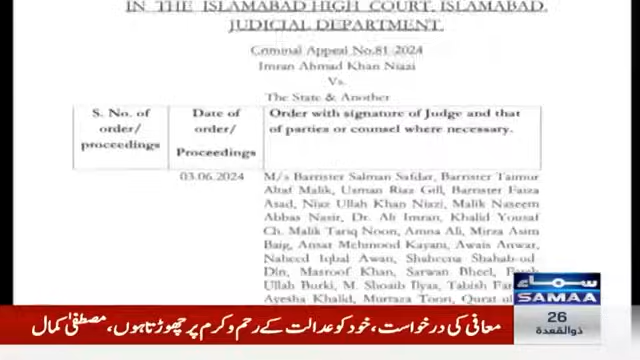 IN THE ISLAMABAD HIGH COURT, ISLAMABAD.
JUDICIAL DEPARTMENT.
Criminal Appeal No.81-2024
Imran Ahmad Khan Niazi
Vs.
The State & Another
S. No. of order/ proceedings
Date of order/ Proceedings
Order with signature of Judge and that of parties or counsel where necessary.
03.06.2024
M/s Barrister Salman Safdar, Barrister Taimur
Altaf Malik, Usman Riaz Gill, Barrister Faiza
Asad, Niaz Ullah Khan Niazi, Malik Naseem
Abbas Nasir, Dr. Ali Imran, Khalid Yousaf
Ch. Malik Tariq Noon, Amna Ali, Mirza Asim
Baig, Ansar Mehmood Kayani, Awais Anwar,
Naheed Iqbal Awan, Shaheena Shahab-ud
Din, Masroof Khan, Sarwan Bheel,
Ullah Burki, M. Shoaib Ilyas, Tabish
Ayesha Khalid, Murtaza Toori, Qurat ul
سماء
SAMAA
26
ذوالقعدة
معافی کی درخواست، خود کو عدالت کے رحم و کرم پر چھوڑتا ہوں، مصطفیٰ کمال